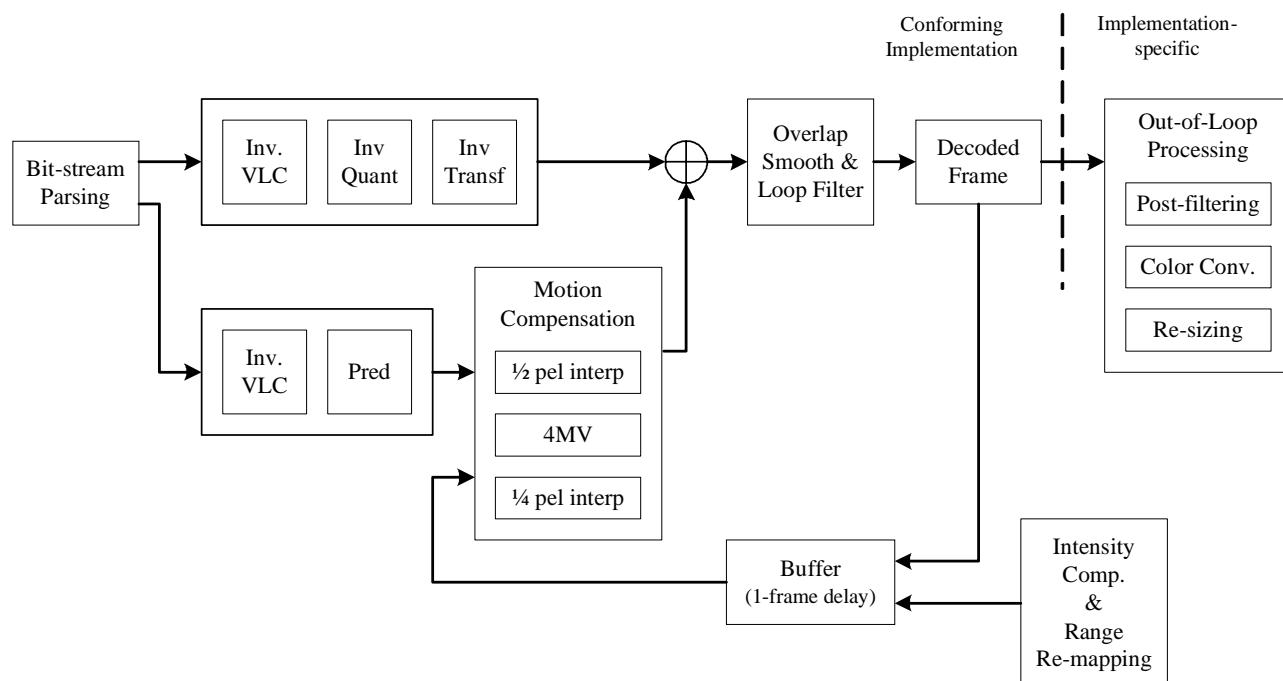 Conforming
Implementation
Implementation-
specific
Bit-stream
Parsing
Inv.
VLC
Inv
Quant
Inv
Transf
Overlap
Smooth &
Loop Filter
Decoded
Frame
Out-of-Loop
Processing
Post-filtering
Color Conv.
Re-sizing
Inv.
VLC
Pred
Motion
Compensation
½ pel interp
4MV
¼ pel interp
Buffer
(1-frame delay)
Intensity
Comp.
&
Range
Re-mapping